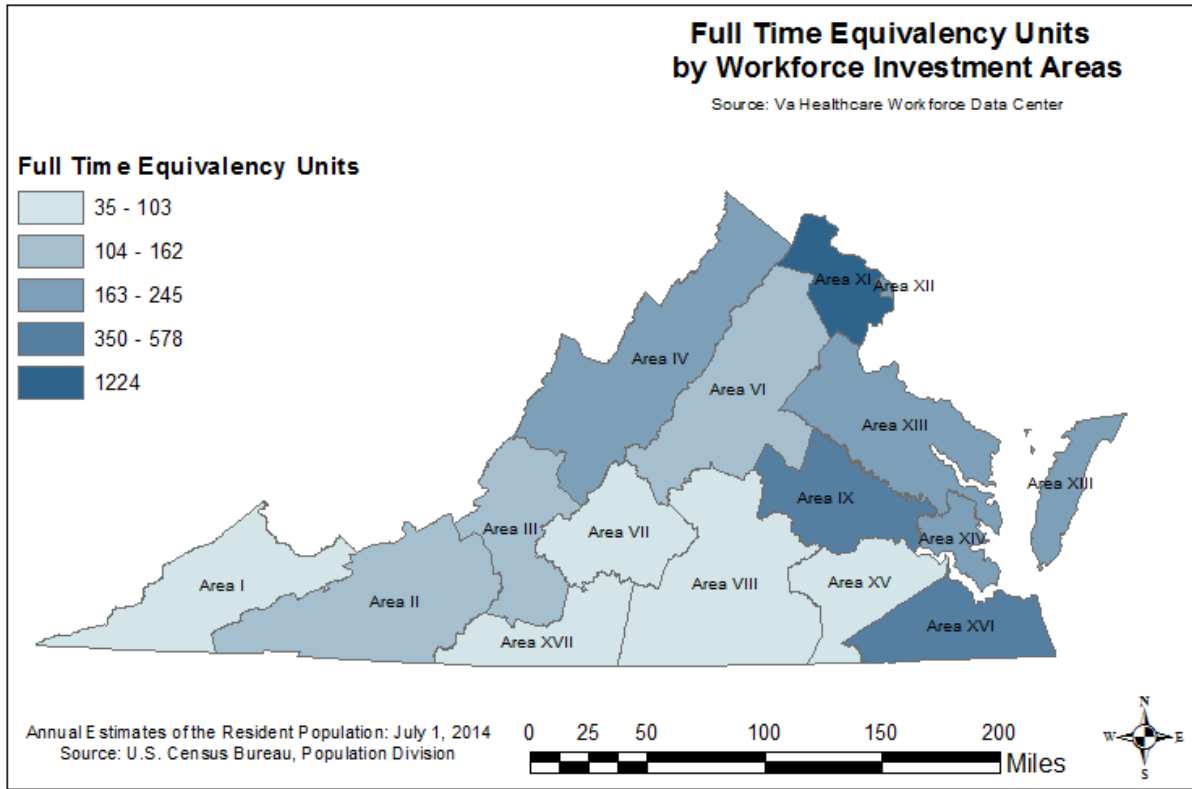 Full Time Equivalency Units
by Workforce Investment Areas
Source: Va Healthcare Workforce Data Center
Full Time Equivalency Units
35 - 103
104 - 162
163 - 245
350 - 578
1224
Area XI
Area XII
Area IV
Area VI
Area XIII
Area XIII
Area IX
Area III
Area VII
Area XIV
Area I
Area II
Area VIII
Area XV
Area XVI
Area XVII
Annual Estimates of the Resident Population: July 1, 2014
Source: U.S. Census Bureau, Population Division
0 25 50 100 150 200
Miles
N
W E
S